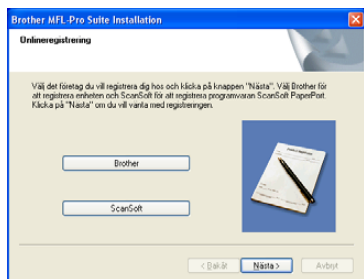 Brother MFL-Pro Suite Installation
Onlineregistrering
Välj det företag du vill registrera dig hos och klicka på knappen "Nästa". Välj Brother för
att registrera enheten och ScanSoft för att registrera programvaran ScanSoft PaperPort.
Klicka på "Nästa" om du vill vänta med registreringen.
Brother
ScanSoft
< Bakåt
Nästa >
Avbryt